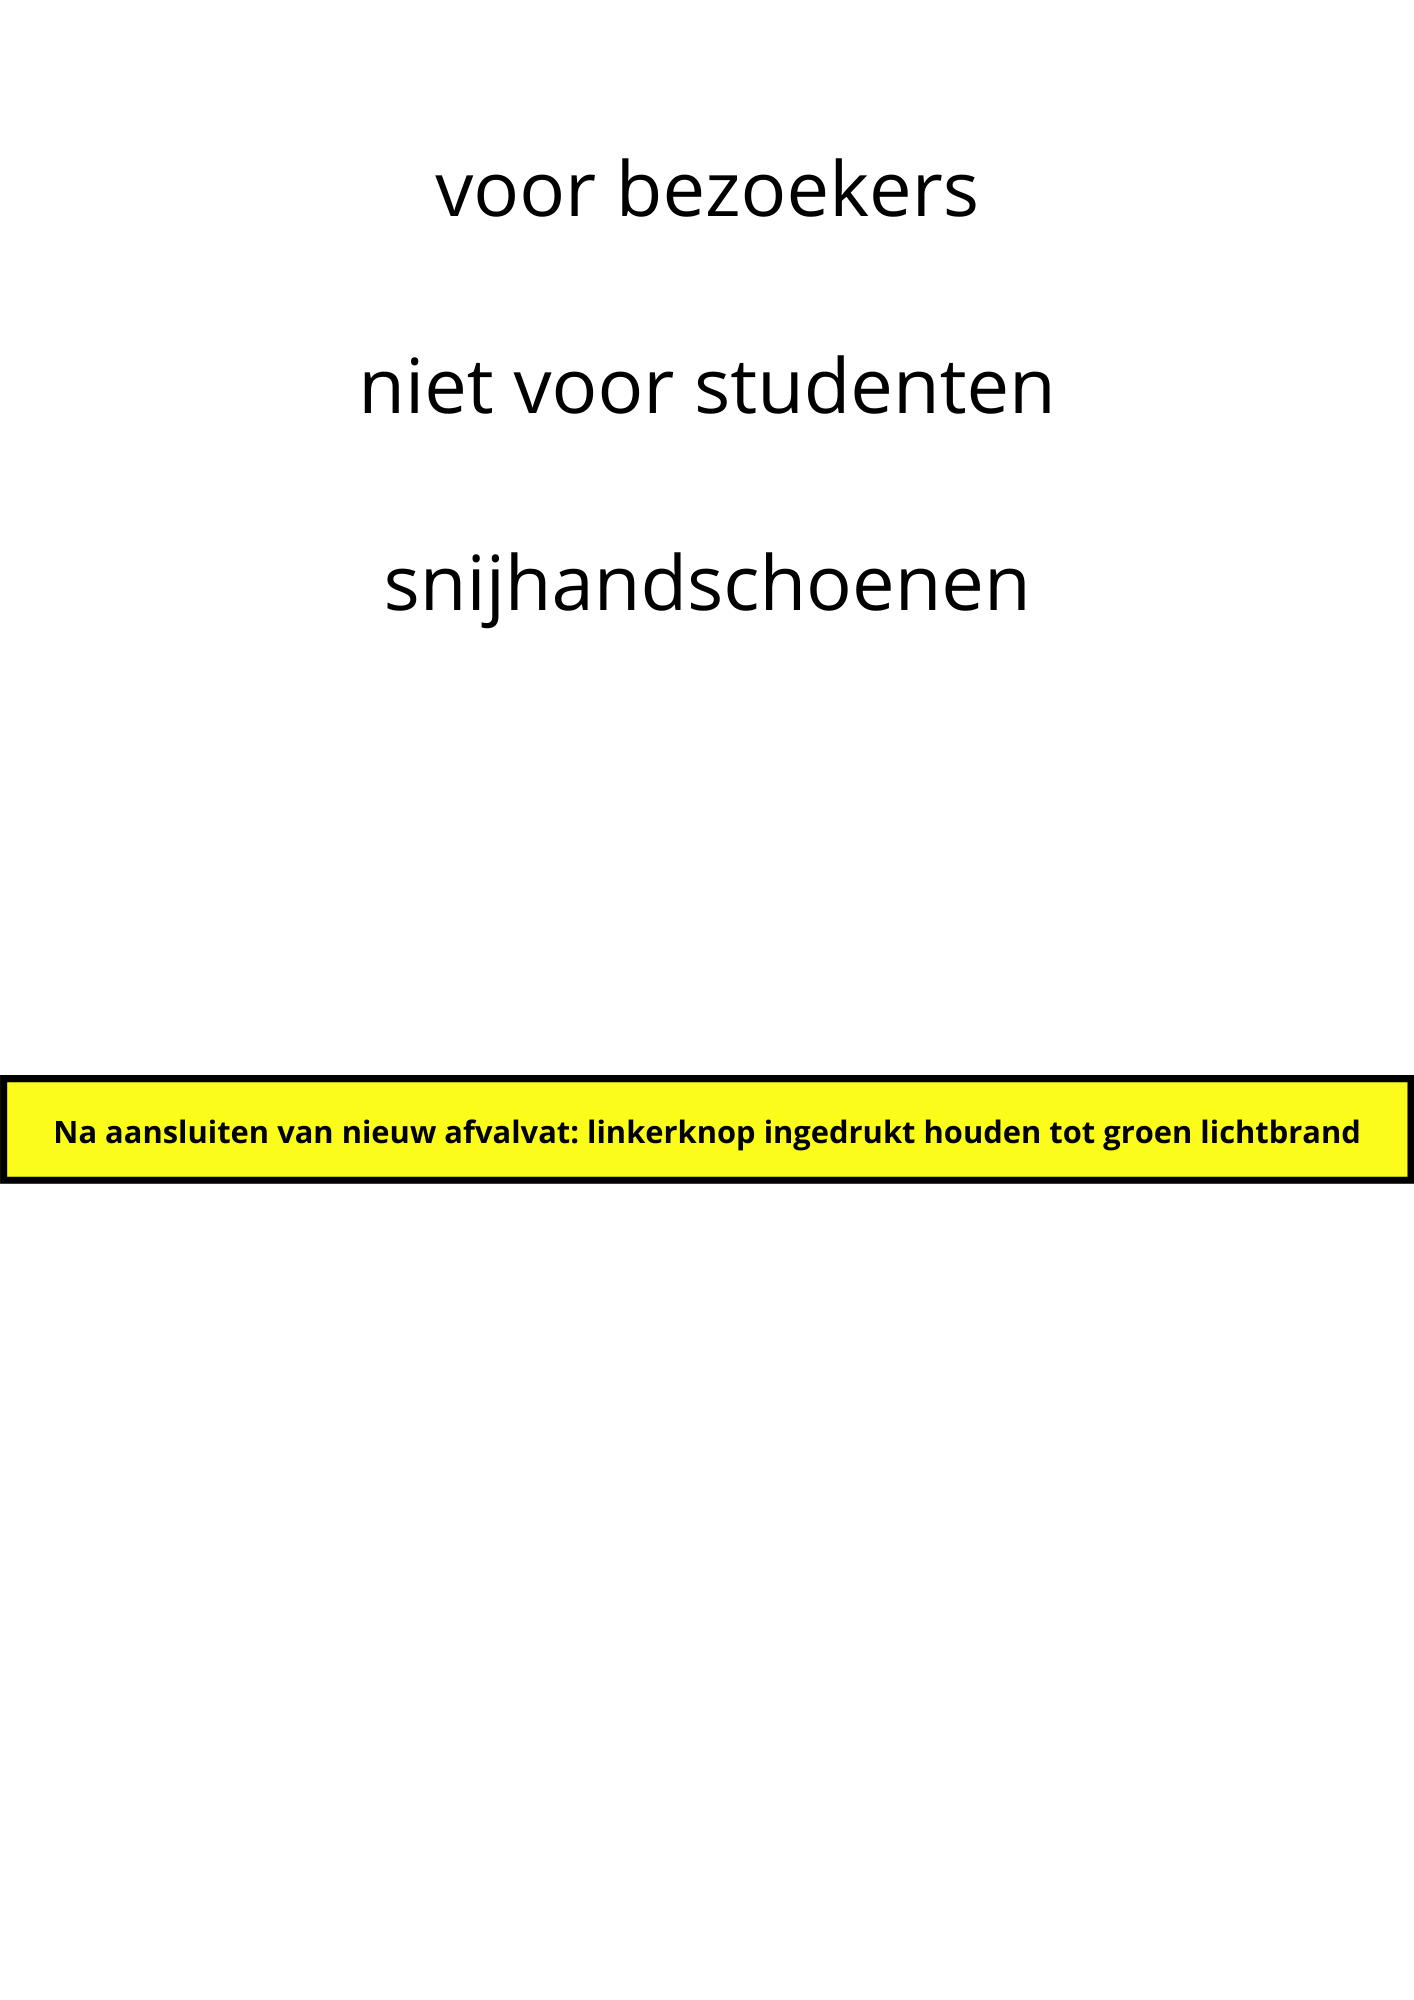 voor bezoekers
niet voor studenten
snijhandschoenen
Na aansluiten van nieuw afvalvat: linkerknop ingedrukt houden tot groen lichtbrand